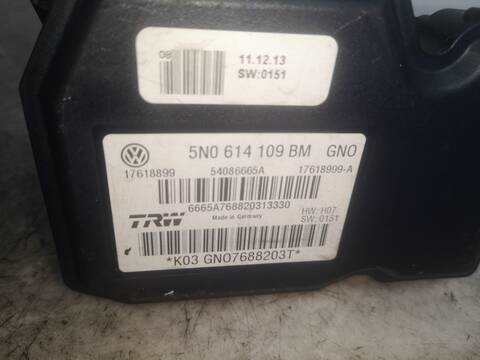 08
11.12.13
SW:0151
5N0 614 109 BM GNO
17618899 54086665A 17618999-A
6665A768820313330
TRW Made in Germany HW: H07
SW: 0151
*K03 GNO7688203T*